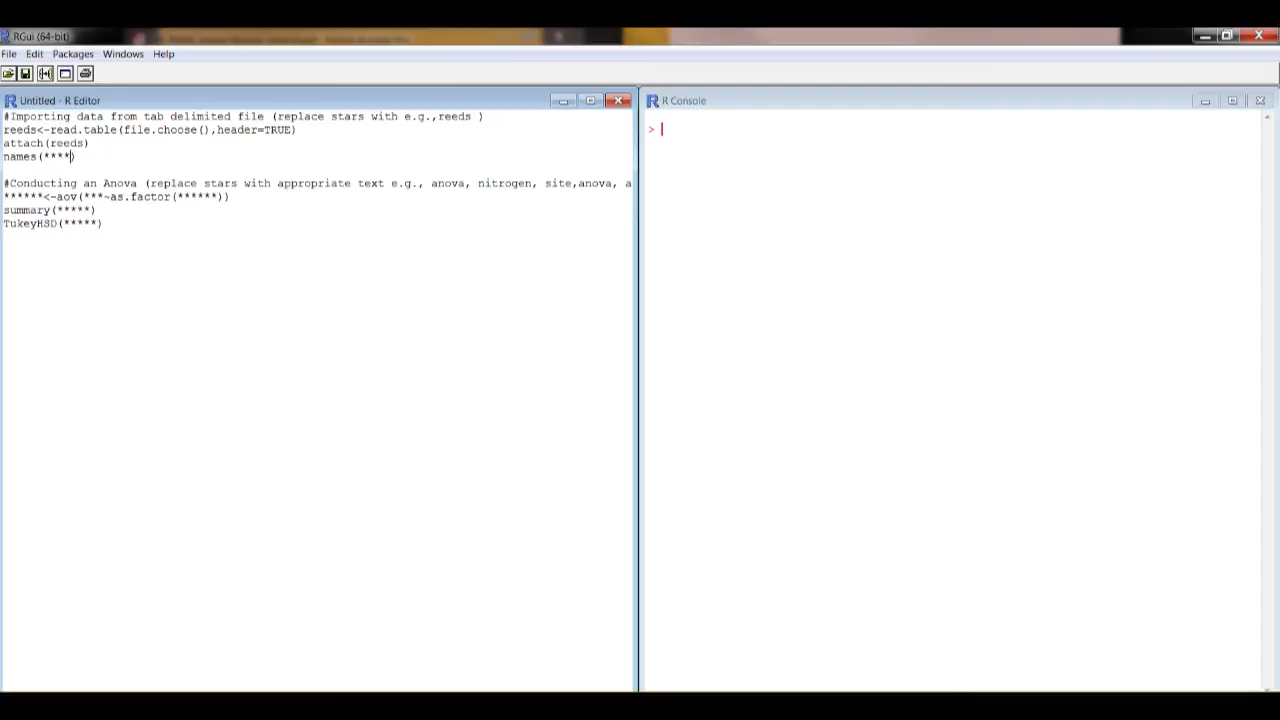 RGui (64-bit)
File Edit Packages Windows Help
Untitled - R Editor
#Importing data from tab delimited file (replace stars with e.g.,reeds )
reeds<-read.table(file.choose(),header=TRUE)
attach(reeds)
names(****)
#Conducting an Anova (replace stars with appropriate text e.g., anova, nitrogen, site,anova, a
******<-aov(***~as.factor(******))
summary(*****)
TukeyHSD(*****)
R Console
>